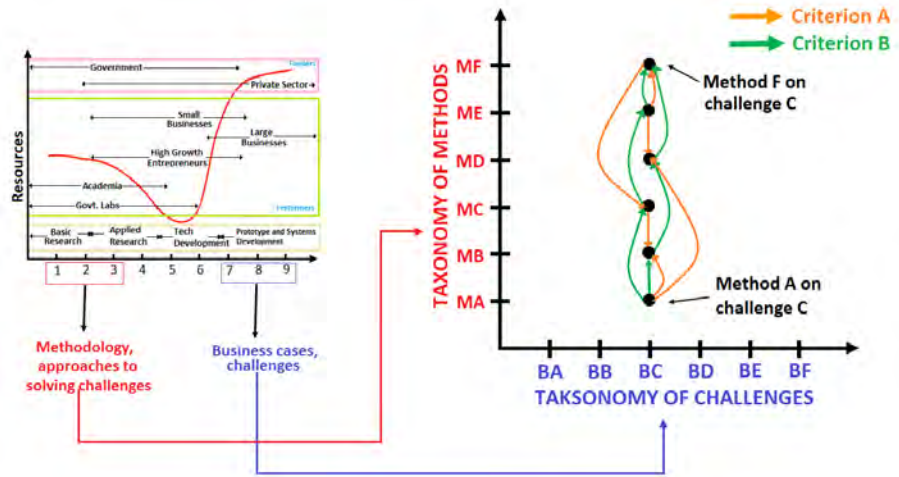 Criterion A
Criterion B
Resources
Government
Private Sector
Small
Businesses
Large
Businesses
High Growth
Entrepreneurs
Academia
Govt. Labs
Basic
Research
Applied
Research
Tech
Development
Prototype and Systems
Development
1 2 3 4 5 6 7 8 9
Methodology,
approaches to
solving challenges
Business cases,
challenges
TAXONOMY OF METHODS
MF
ME
MD
MC
MB
MA
Method F on
challenge C
Method A on
challenge C
BA BB BC BD BE BF
TAKSONOMY OF CHALLENGES